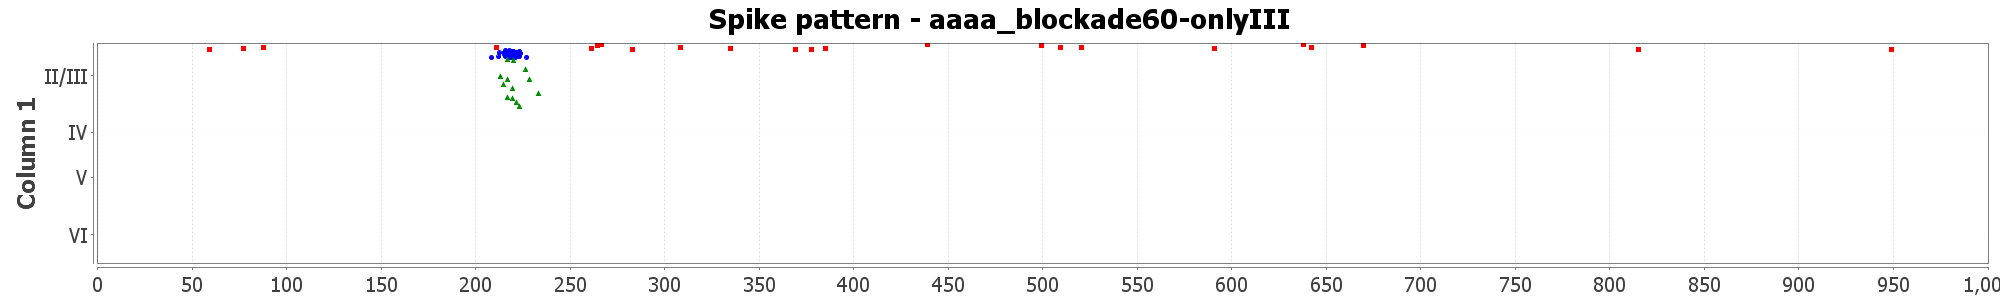 Spike pattern - aaaa_blockade60-onlyIII
Column 1
II/III
IV
V
VI
0 50 100 150 200 250 300 350 400 450 500 550 600 650 700 750 800 850 900 950 1,00